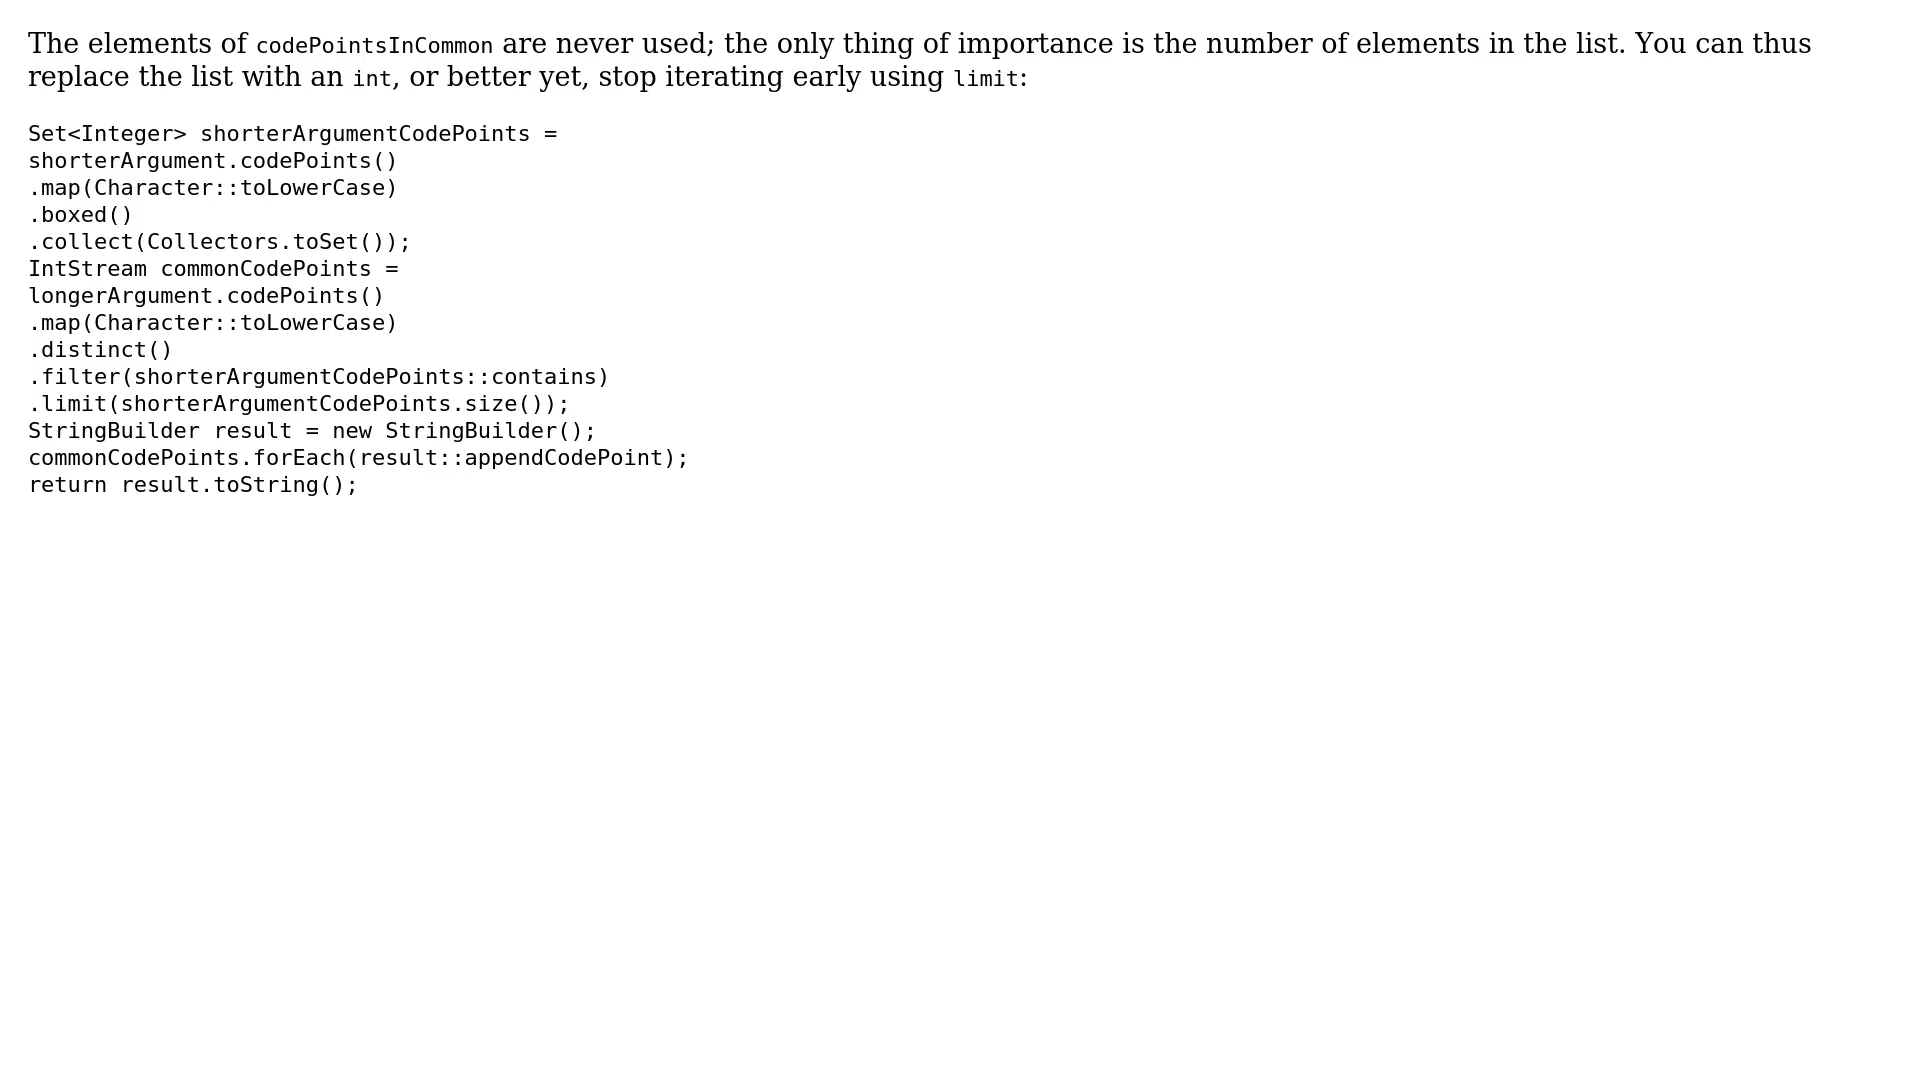 The elements of codePointsInCommon are never used; the only thing of importance is the number of elements in the list. You can thus
replace the list with an int, or better yet, stop iterating early using limit:
Set<Integer> shorterArgumentCodePoints =
shorterArgument.codePoints()
.map(Character::toLowerCase)
.boxed()
.collect(Collectors.toSet());
IntStream commonCodePoints =
longerArgument.codePoints()
.map(Character::toLowerCase)
.distinct()
.filter(shorterArgumentCodePoints::contains)
.limit(shorterArgumentCodePoints.size());
StringBuilder result = new StringBuilder();
commonCodePoints.forEach(result::appendCodePoint);
return result.toString();